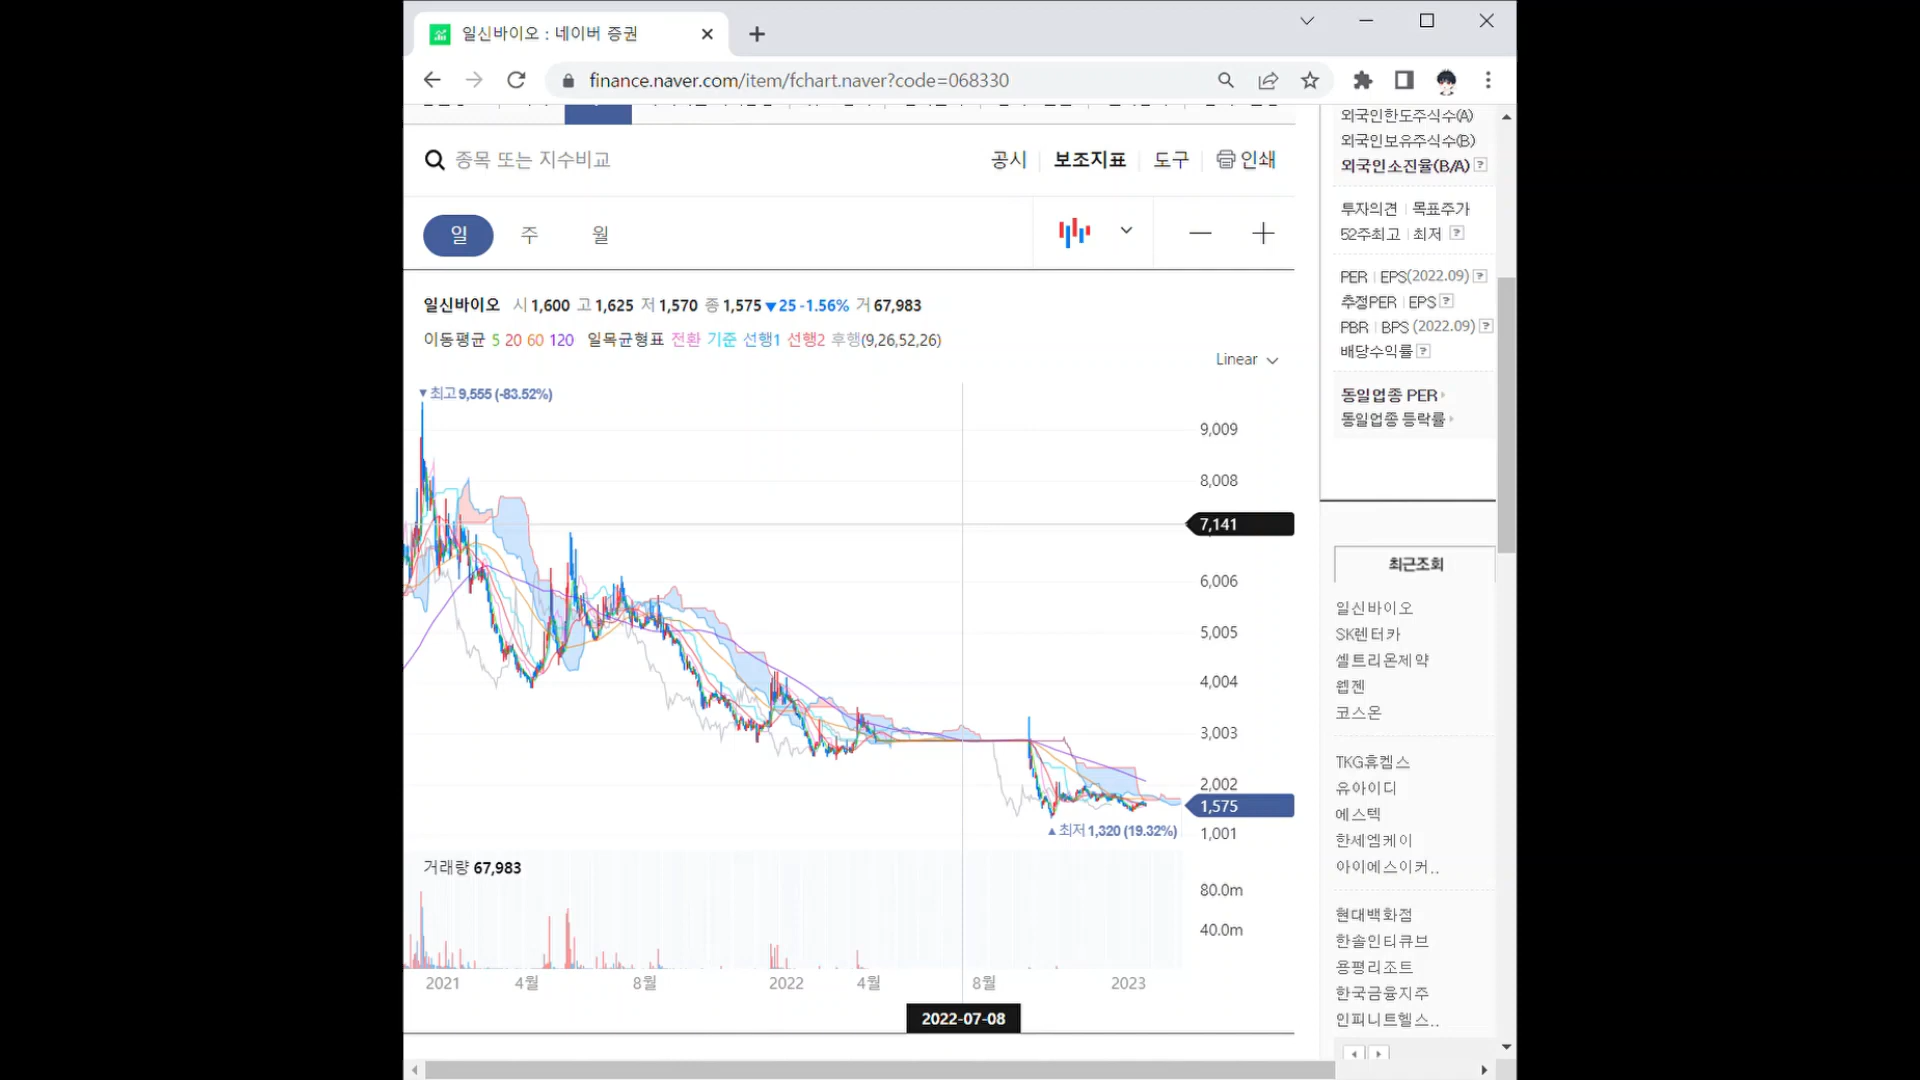 일신바이오 : 네이버 증권
finance.naver.com/item/fchart.naver?code=068330
종목 또는 지수비교
공시 보조지표 도구 인쇄
일 주 월
일신바이오 시 1,600 고 1,625 저 1,570 종 1,575 ▼25 -1.56% 거 67,983
이동평균 5 20 60 120 일목균형표 전환 기준 선행1 선행2 후행(9,26,52,26)
Linear
▼최고 9,555 (-83.52%)
9,009
8,008
7,141
6,006
5,005
4,004
3,003
2,002
1,575
▲최저 1,320 (19.32%)
1,001
거래량 67,983
80.0m
40.0m
2021 4월 8월 2022 4월 8월 2023
2022-07-08
외국인한도주식수(A)
외국인보유주식수(B)
외국인소진율(B/A) ?
투자의견 | 목표주가
52주최고 | 최저 ?
PER | EPS(2022.09) ?
추정PER | EPS ?
PBR | BPS (2022.09) ?
배당수익률 ?
동일업종 PER
동일업종 등락률
최근조회
일신바이오
SK렌터카
셀트리온제약
웹젠
코스온
TKG휴켐스
유아이디
에스텍
한세엠케이
아이에스이커..
현대백화점
한솔인티큐브
용평리조트
한국금융지주
인피니트헬스..